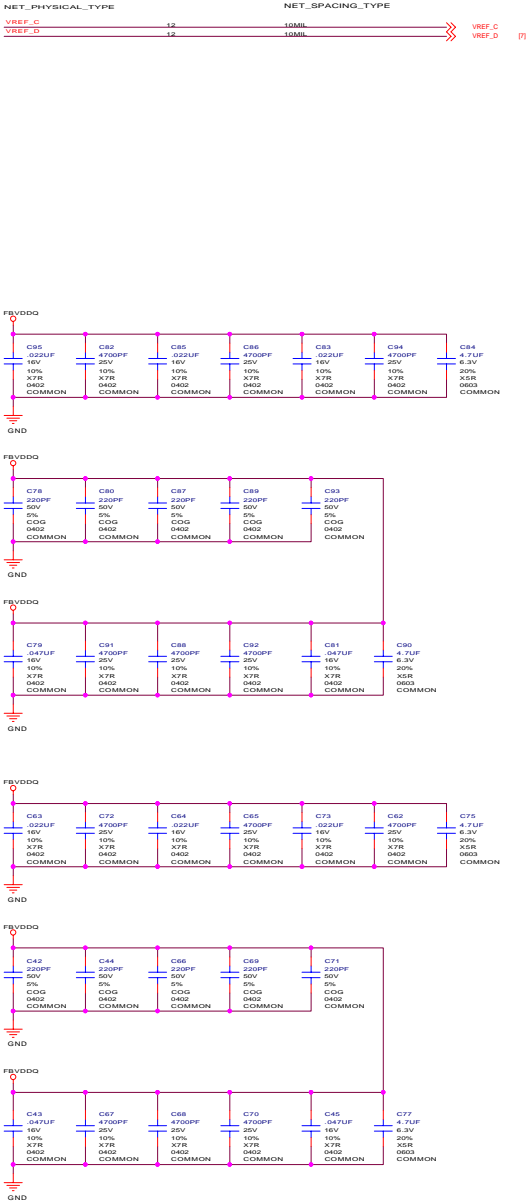 NET_PHYSICAL_TYPE NET_SPACING_TYPE
VREF_C 12 10MIL VREF_C
VREF_D 12 10MIL VREF_D [7]
FBVDDQ
C95 C82 C85 C86 C83 C94 C84
.022UF 4700PF .022UF 4700PF .022UF 4700PF 4.7UF
16V 25V 16V 25V 16V 25V 6.3V
10% 10% 10% 10% 10% 10% 20%
X7R X7R X7R X7R X7R X7R X5R
0402 0402 0402 0402 0402 0402 0603
COMMON COMMON COMMON COMMON COMMON COMMON COMMON
GND
FBVDDQ
C78 C80 C87 C89 C93
220PF 220PF 220PF 220PF 220PF
50V 50V 50V 50V 50V
5% 5% 5% 5% 5%
COG COG COG COG COG
0402 0402 0402 0402 0402
COMMON COMMON COMMON COMMON COMMON
GND
FBVDDQ
C79 C91 C88 C92 C81 C90
.047UF 4700PF 4700PF 4700PF .047UF 4.7UF
16V 25V 25V 25V 16V 6.3V
10% 10% 10% 10% 10% 20%
X7R X7R X7R X7R X7R X5R
0402 0402 0402 0402 0402 0603
COMMON COMMON COMMON COMMON COMMON COMMON
GND
FBVDDQ
C63 C72 C64 C65 C73 C62 C75
.022UF 4700PF .022UF 4700PF .022UF 4700PF 4.7UF
16V 25V 16V 25V 16V 25V 6.3V
10% 10% 10% 10% 10% 10% 20%
X7R X7R X7R X7R X7R X7R X5R
0402 0402 0402 0402 0402 0402 0603
COMMON COMMON COMMON COMMON COMMON COMMON COMMON
GND
FBVDDQ
C42 C44 C66 C69 C71
220PF 220PF 220PF 220PF 220PF
50V 50V 50V 50V 50V
5% 5% 5% 5% 5%
COG COG COG COG COG
0402 0402 0402 0402 0402
COMMON COMMON COMMON COMMON COMMON
GND
FBVDDQ
C43 C67 C68 C70 C45 C77
.047UF 4700PF 4700PF 4700PF .047UF 4.7UF
16V 25V 25V 25V 16V 6.3V
10% 10% 10% 10% 10% 20%
X7R X7R X7R X7R X7R X5R
0402 0402 0402 0402 0402 0603
COMMON COMMON COMMON COMMON COMMON COMMON
GND